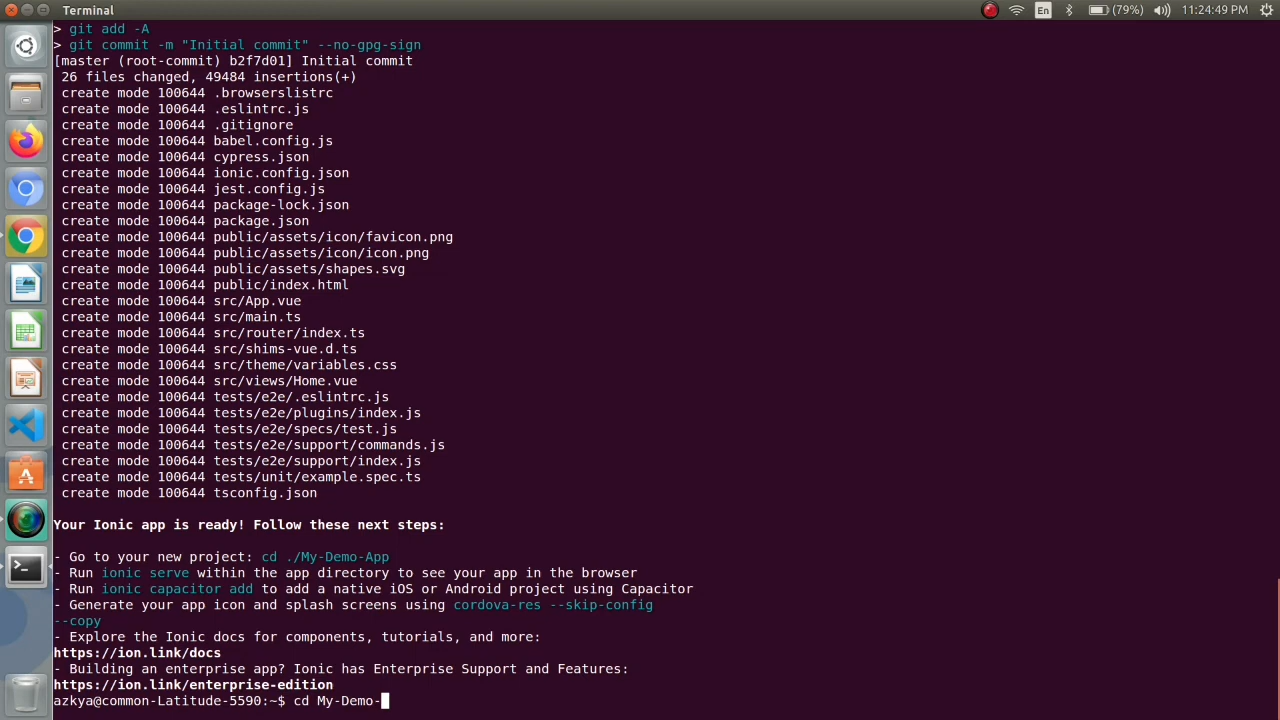 Terminal
En
(79%)
11:24:49 PM
> git add -A
> git commit -m "Initial commit" --no-gpg-sign
[master (root-commit) b2f7d01] Initial commit
26 files changed, 49484 insertions(+)
create mode 100644 .browserslistrc
create mode 100644 .eslintrc.js
create mode 100644 .gitignore
create mode 100644 babel.config.js
create mode 100644 cypress.json
create mode 100644 ionic.config.json
create mode 100644 jest.config.js
create mode 100644 package-lock.json
create mode 100644 package.json
create mode 100644 public/assets/icon/favicon.png
create mode 100644 public/assets/icon/icon.png
create mode 100644 public/assets/shapes.svg
create mode 100644 public/index.html
create mode 100644 src/App.vue
create mode 100644 src/main.ts
create mode 100644 src/router/index.ts
create mode 100644 src/shims-vue.d.ts
create mode 100644 src/theme/variables.css
create mode 100644 src/views/Home.vue
create mode 100644 tests/e2e/.eslintrc.js
create mode 100644 tests/e2e/plugins/index.js
create mode 100644 tests/e2e/specs/test.js
create mode 100644 tests/e2e/support/commands.js
create mode 100644 tests/e2e/support/index.js
create mode 100644 tests/unit/example.spec.ts
create mode 100644 tsconfig.json
Your Ionic app is ready! Follow these next steps:
- Go to your new project: cd ./My-Demo-App
- Run ionic serve within the app directory to see your app in the browser
- Run ionic capacitor add to add a native iOS or Android project using Capacitor
- Generate your app icon and splash screens using cordova-res --skip-config
--copy
- Explore the Ionic docs for components, tutorials, and more:
https://ion.link/docs
- Building an enterprise app? Ionic has Enterprise Support and Features:
https://ion.link/enterprise-edition
azkya@common-Latitude-5590:~$ cd My-Demo-